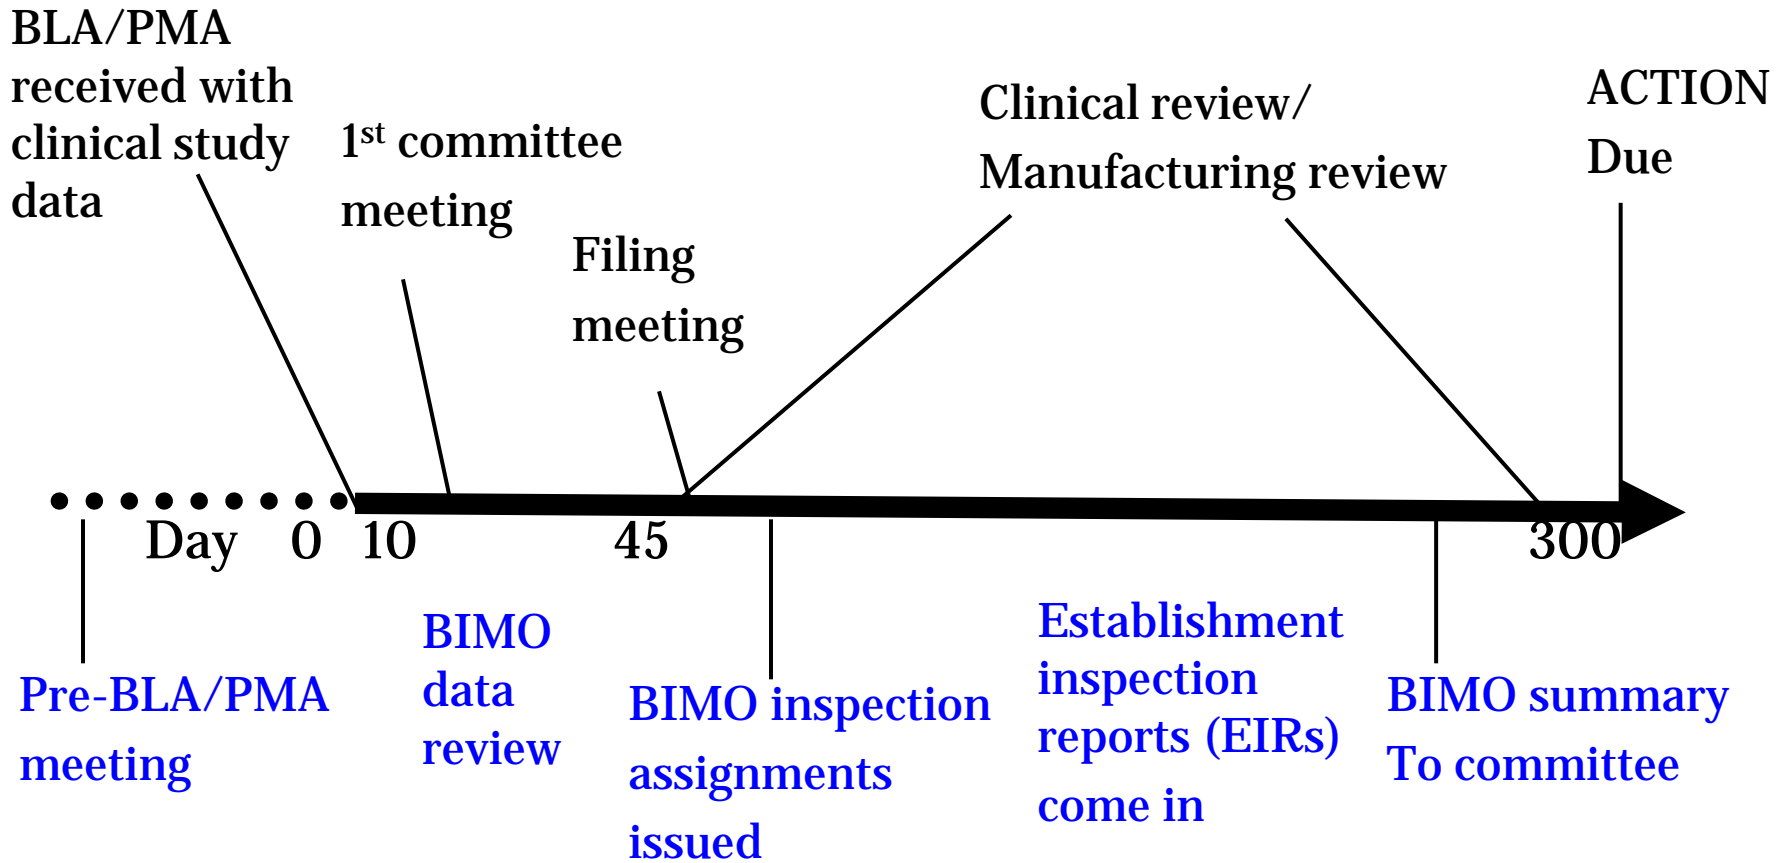 BLA/PMA
received with
clinical study
data
1st committee
meeting
Filing
meeting
Clinical review/
Manufacturing review
ACTION
Due
Day 0 10 45 300
Pre-BLA/PMA
meeting
BIMO
data
review
BIMO inspection
assignments
issued
Establishment
inspection
reports (EIRs)
come in
BIMO summary
To committee